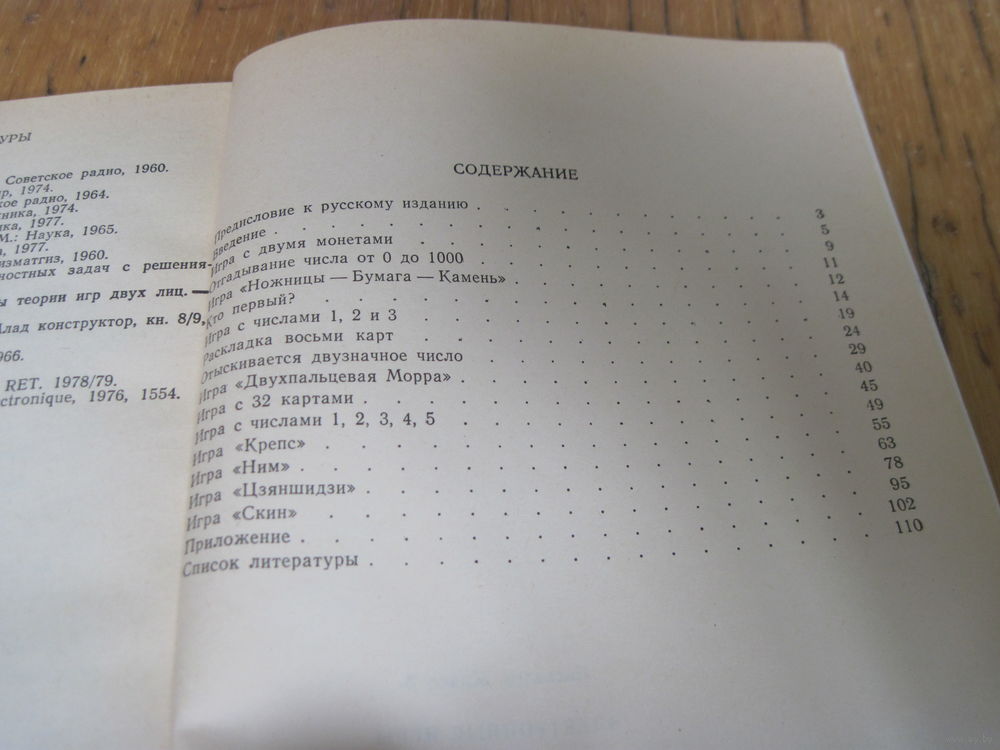 УРЫ
Советское радио, 1960.
р, 1974.
ое радио, 1964.
ника, 1974.
ка, 1977.
М.: Наука, 1965.
а, 1977.
изматгиз, 1960.
ностных задач с решения-
ы теории игр двух лиц. —
Млад конструктор, кн. 8/9,
966.
RET. 1978/79.
ctronique, 1976, 1554.
СОДЕРЖАНИЕ
Предисловие к русскому изданию . . . . . . . . . 3
Введение . . . . . . . . . . . . . . 5
Игра с двумя монетами . . . . . . . . . . 9
Отгадывание числа от 0 до 1000 . . . . . . . . 11
Игра «Ножницы — Бумага — Камень» . . . . . . . 12
Кто первый? . . . . . . . . . . . . 14
Игра с числами 1, 2 и 3 . . . . . . . . . . 19
Раскладка восьми карт . . . . . . . . . . 24
Отыскивается двузначное число . . . . . . . . 29
Игра «Двухпальцевая Морра» . . . . . . . . . 40
Игра с 32 картами . . . . . . . . . . . 45
Игра с числами 1, 2, 3, 4, 5 . . . . . . . . . 49
Игра «Крепс» . . . . . . . . . . . . 55
Игра «Ним» . . . . . . . . . . . . . 63
Игра «Цзяншидзи» . . . . . . . . . . . 78
Игра «Скин» . . . . . . . . . . . . 95
Приложение . . . . . . . . . . . . . 102
Список литературы . . . . . . . . . . . 110